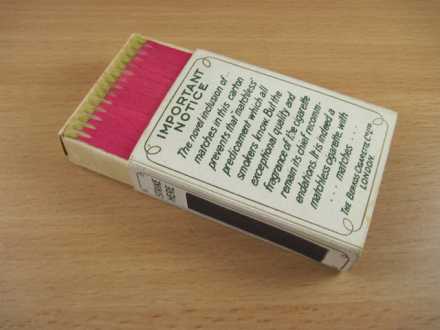 IMPORTANT
NOTICE
The novel inclusion of
matches in this carton
prevents that "matchless"
predicament which all
smokers know. But the
exceptional quality and
fragrance of the cigarette
remain its chief recomm-
endations. It is indeed a
matchless cigarette with
.... matches ....
THE CIGARETTE CO LTD
LONDON.
STRIKE
HERE